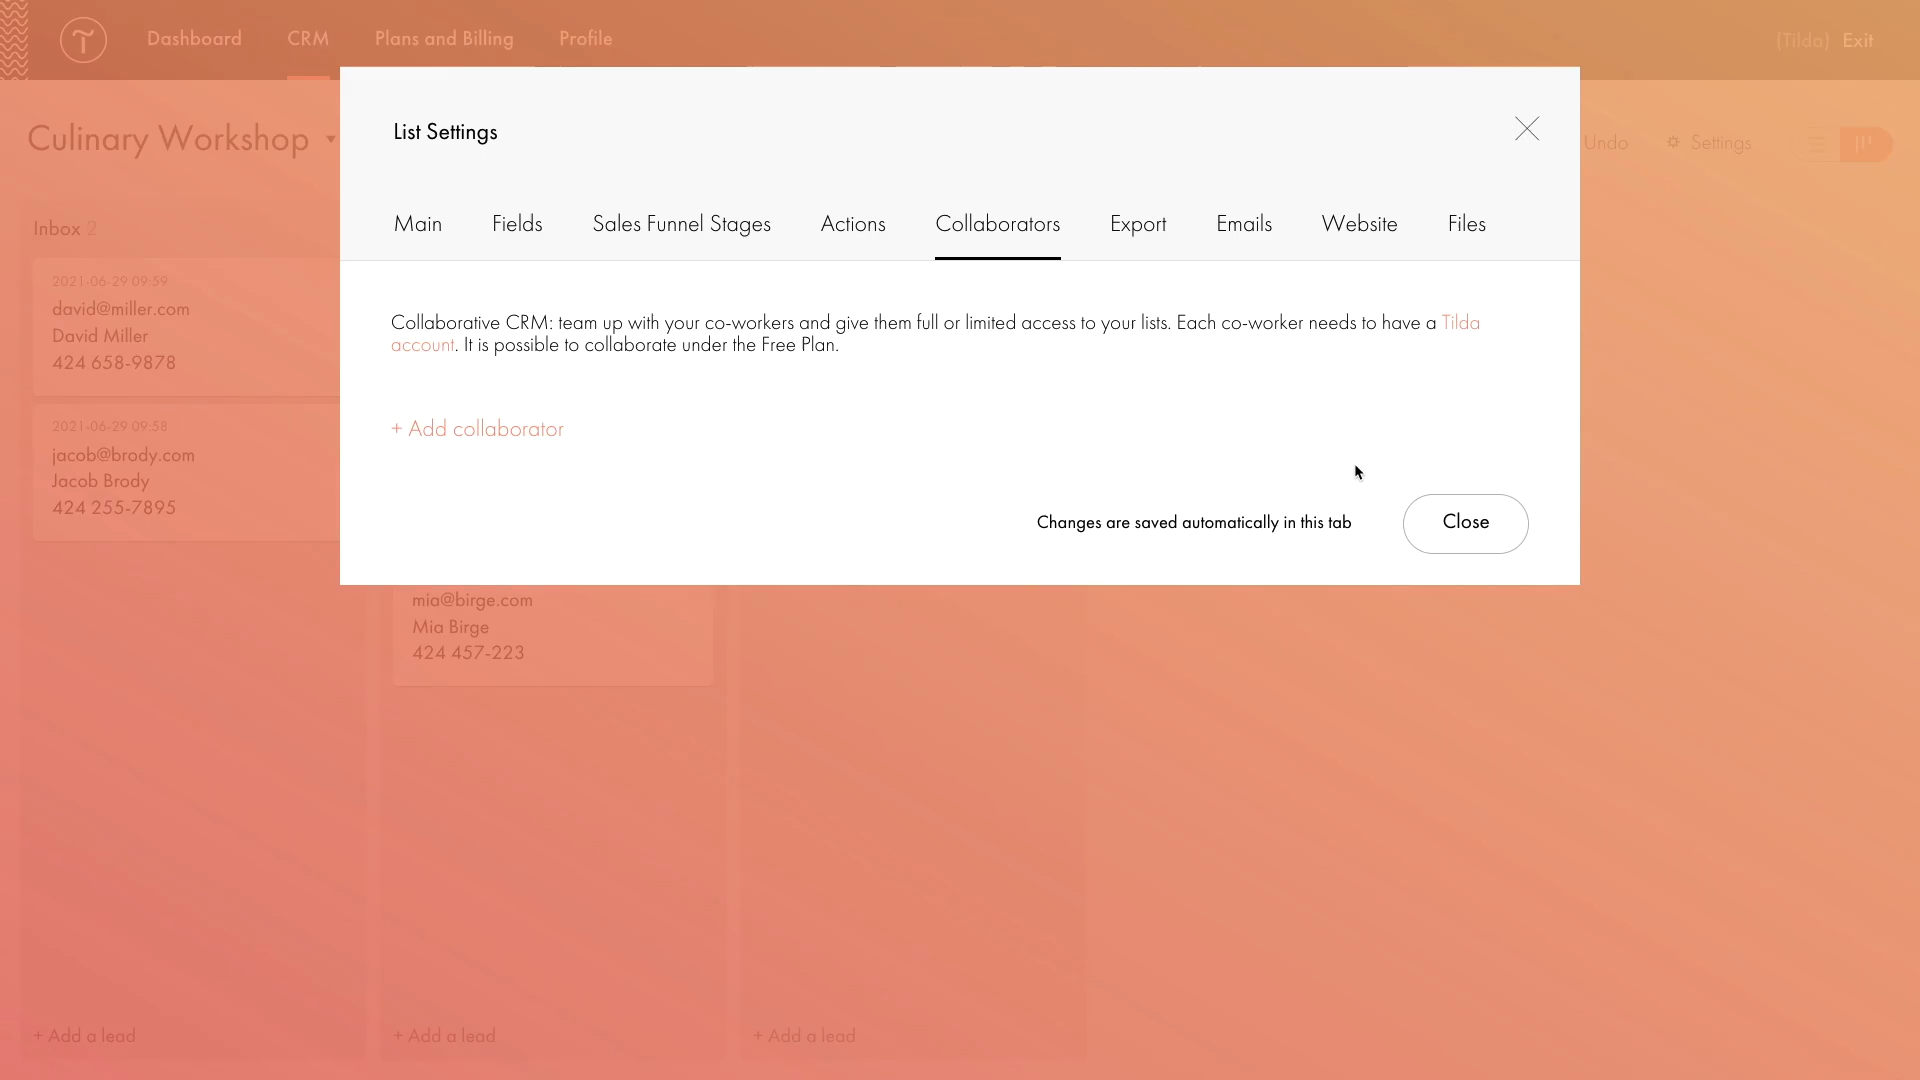 Dashboard
CRM
Plans and Billing
Profile
(Tilda) Exit
Culinary Workshop
Undo
Settings
List Settings
Main
Fields
Sales Funnel Stages
Actions
Collaborators
Export
Emails
Website
Files
Collaborative CRM: team up with your co-workers and give them full or limited access to your lists. Each co-worker needs to have a Tilda
account. It is possible to collaborate under the Free Plan.
+ Add collaborator
Changes are saved automatically in this tab
Close
Inbox 2
2021-06-29 09:59
david@miller.com
David Miller
424 658-9878
2021-06-29 09:58
jacob@brody.com
Jacob Brody
424 255-7895
mia@birge.com
Mia Birge
424 457-223
+ Add a lead
+ Add a lead
+ Add a lead